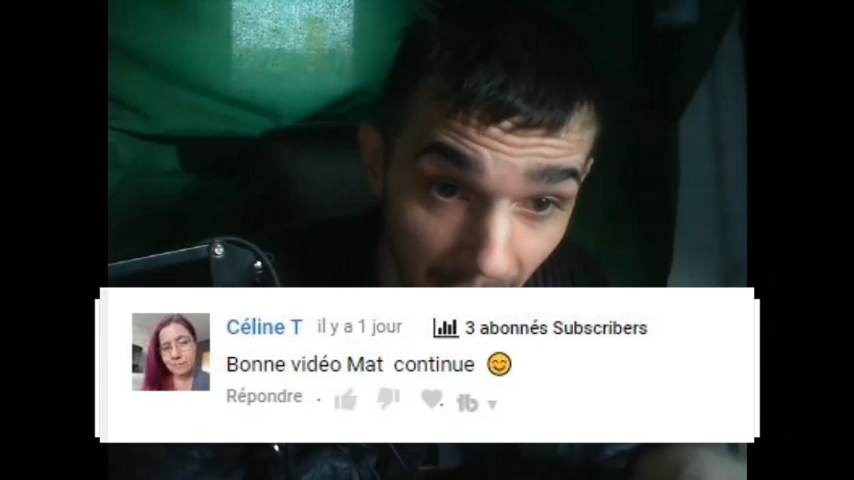 Céline T il y a 1 jour 3 abonnés Subscribers
Bonne vidéo Mat continue
Répondre